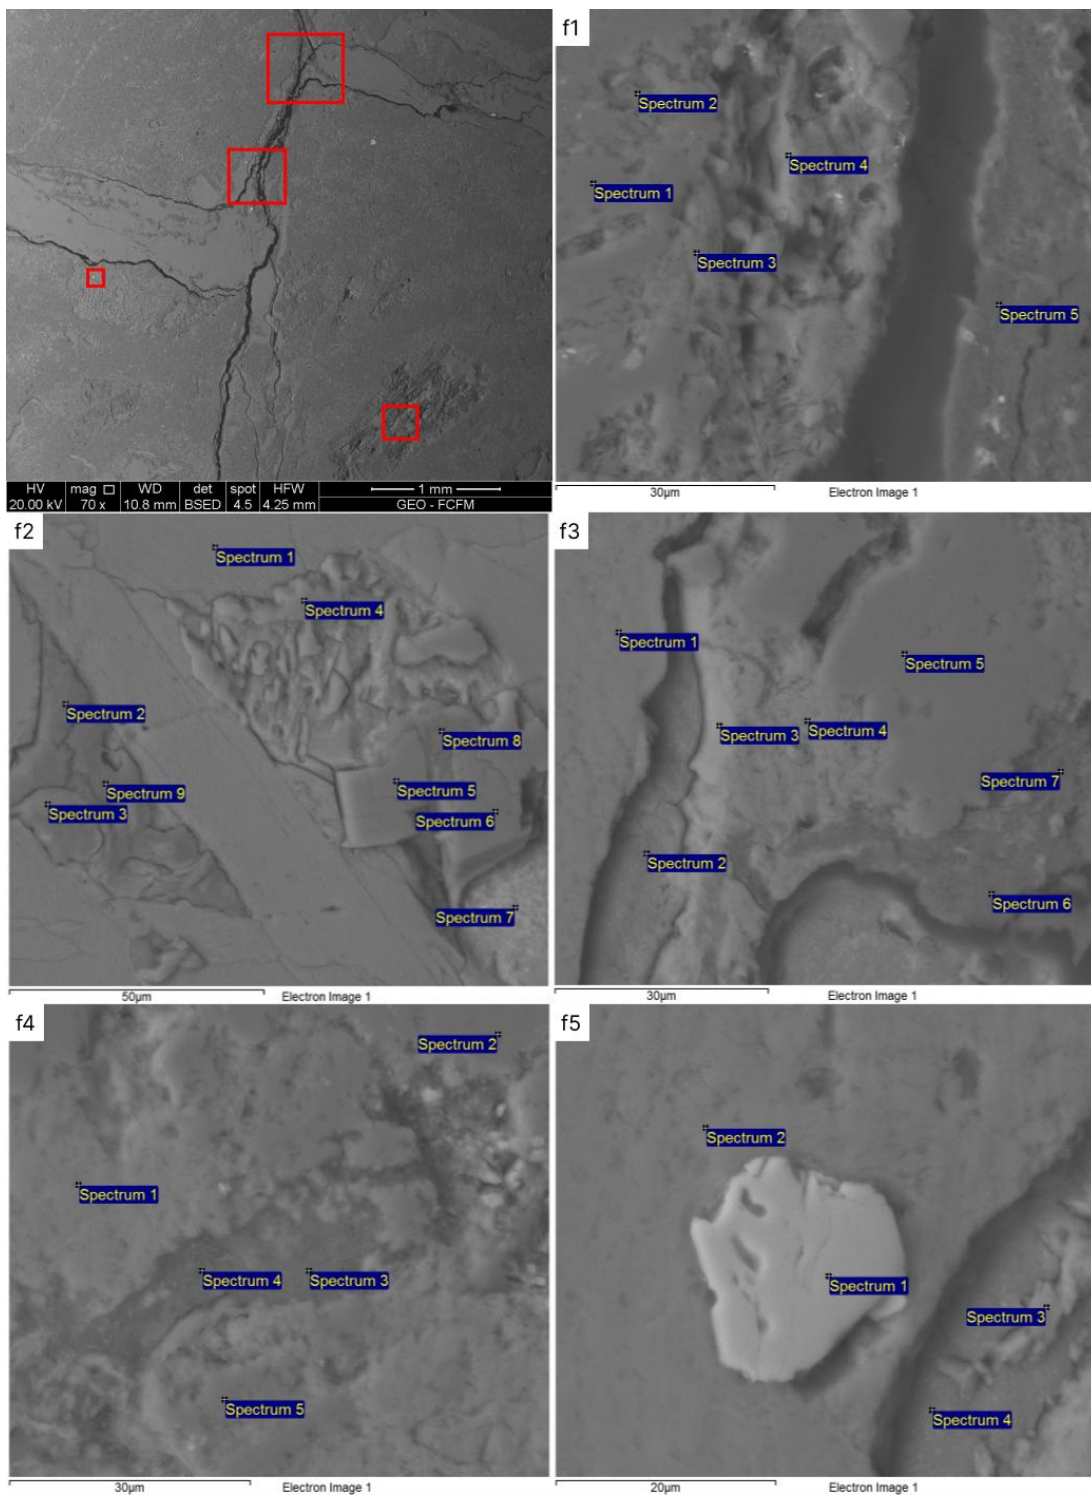 HV mag WD det spot HFW 1 mm
20.00 kV 70 x 10.8 mm BSED 4.5 4.25 mm GEO - FCFM
f1
Spectrum 2
Spectrum 4
Spectrum 1
Spectrum 3
Spectrum 5
30µm Electron Image 1
f2
Spectrum 1
Spectrum 4
Spectrum 2
Spectrum 8
Spectrum 9
Spectrum 5
Spectrum 3
Spectrum 6
Spectrum 7
50µm Electron Image 1
f3
Spectrum 1
Spectrum 5
Spectrum 3
Spectrum 4
Spectrum 7
Spectrum 2
Spectrum 6
30µm Electron Image 1
f4
Spectrum 2
Spectrum 1
Spectrum 4
Spectrum 3
Spectrum 5
30µm Electron Image 1
f5
Spectrum 2
Spectrum 1
Spectrum 3
Spectrum 4
20µm Electron Image 1